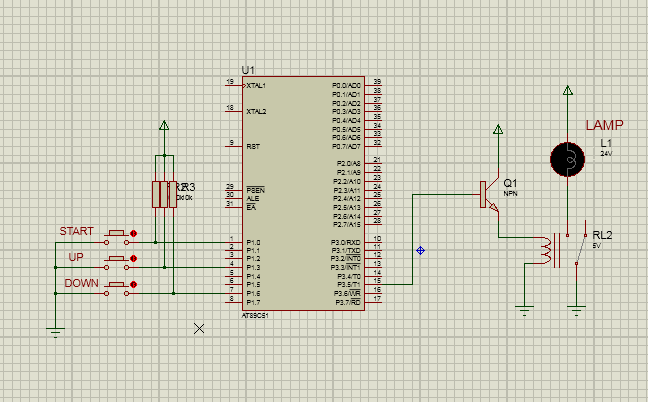 U1
19 XTAL1
18 XTAL2
9 RST
29 PSEN
30 ALE
31 EA
1 P1.0
2 P1.1
3 P1.2
4 P1.3
5 P1.4
6 P1.5
7 P1.6
8 P1.7
P0.0/AD0 39
P0.1/AD1 38
P0.2/AD2 37
P0.3/AD3 36
P0.4/AD4 35
P0.5/AD5 34
P0.6/AD6 33
P0.7/AD7 32
P2.0/A8 21
P2.1/A9 22
P2.2/A10 23
P2.3/A11 24
P2.4/A12 25
P2.5/A13 26
P2.6/A14 27
P2.7/A15 28
P3.0/RXD 10
P3.1/TXD 11
P3.2/INT0 12
P3.3/INT1 13
P3.4/T0 14
P3.5/T1 15
P3.6/WR 16
P3.7/RD 17
AT89C51
R3
START
UP
DOWN
Q1
NPN
LAMP
L1
24V
RL2
5V